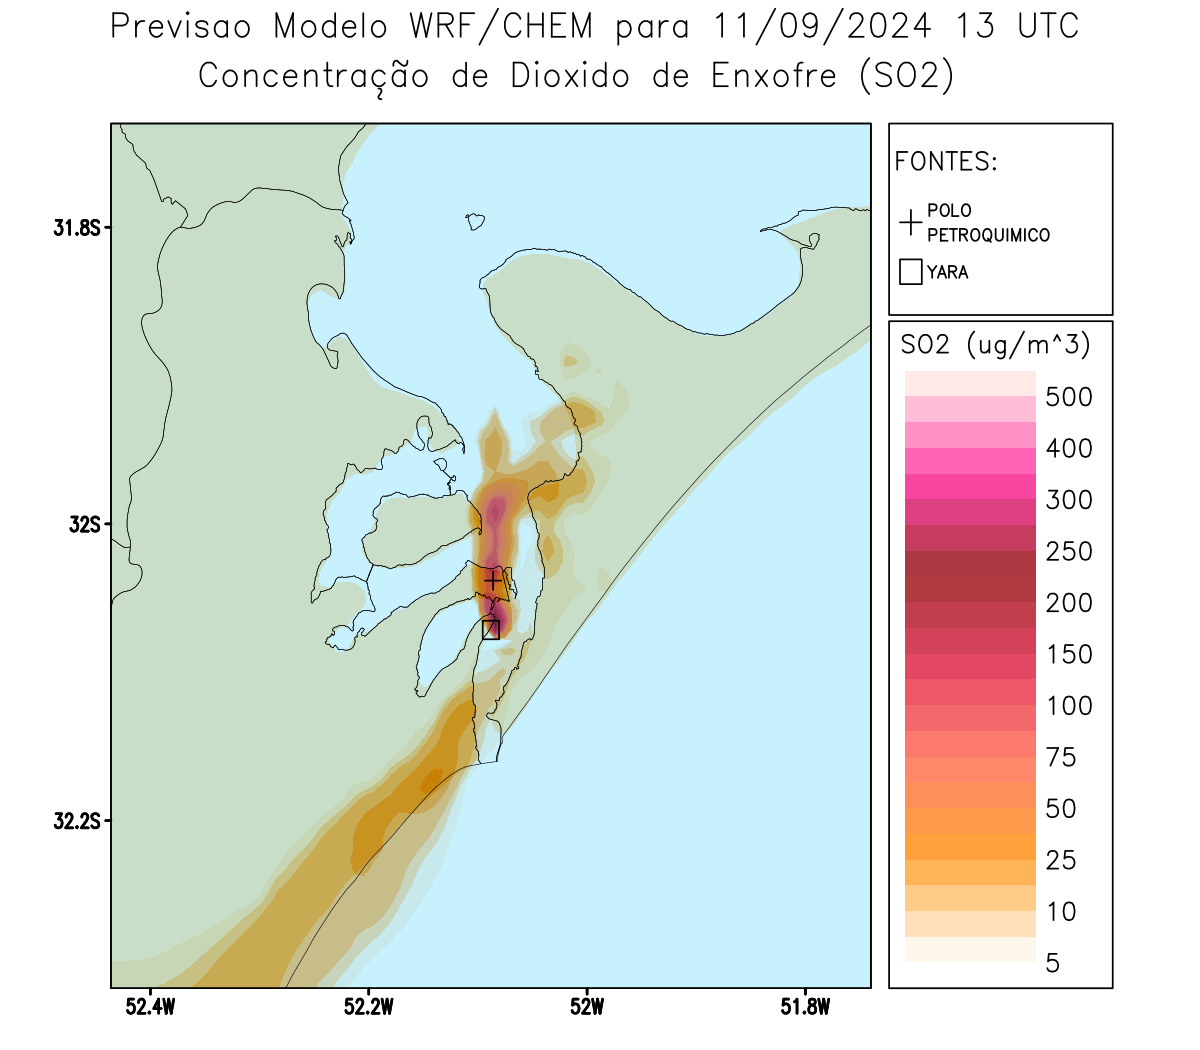 Previsao Modelo WRF/CHEM para 11/09/2024 13 UTC
Concentração de Dioxido de Enxofre (SO2)
FONTES:
POLO
PETROQUIMICO
YARA
31.8S
32S
32.2S
52.4W
52.2W
52W
51.8W
SO2 (ug/m^3)
500
400
300
250
200
150
100
75
50
25
10
5